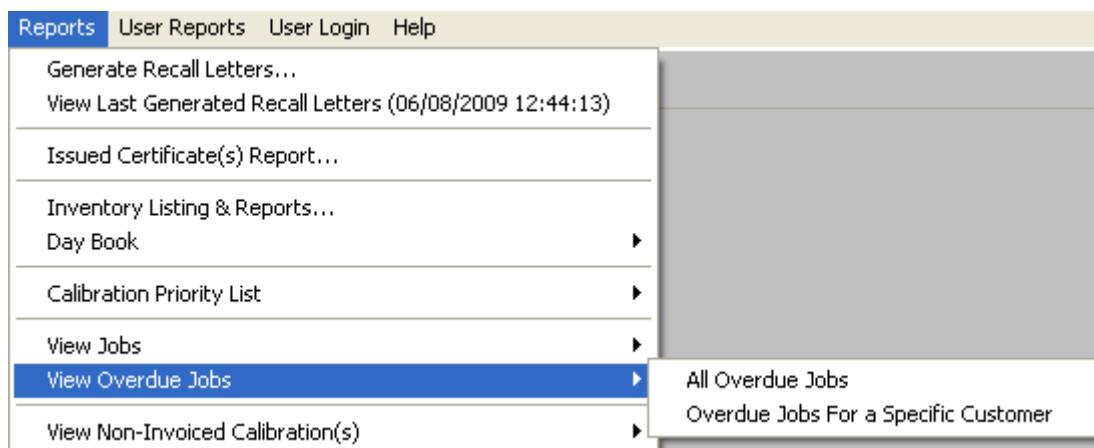 Reports User Reports User Login Help
Generate Recall Letters...
View Last Generated Recall Letters (06/08/2009 12:44:13)
Issued Certificate(s) Report...
Inventory Listing & Reports...
Day Book
Calibration Priority List
View Jobs
View Overdue Jobs
All Overdue Jobs
Overdue Jobs For a Specific Customer
View Non-Invoiced Calibration(s)